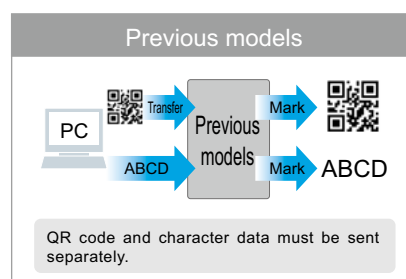 Previous models
Transfer
Mark
PC
Previous
models
ABCD
Mark
ABCD
QR code and character data must be sent
separately.